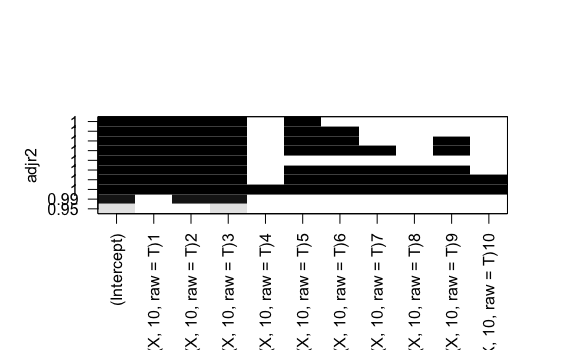 adjr2
1
0.99
0.95
(Intercept)
(X, 10, raw = T)1
(X, 10, raw = T)2
(X, 10, raw = T)3
(X, 10, raw = T)4
(X, 10, raw = T)5
(X, 10, raw = T)6
(X, 10, raw = T)7
(X, 10, raw = T)8
(X, 10, raw = T)9
X, 10, raw = T)10